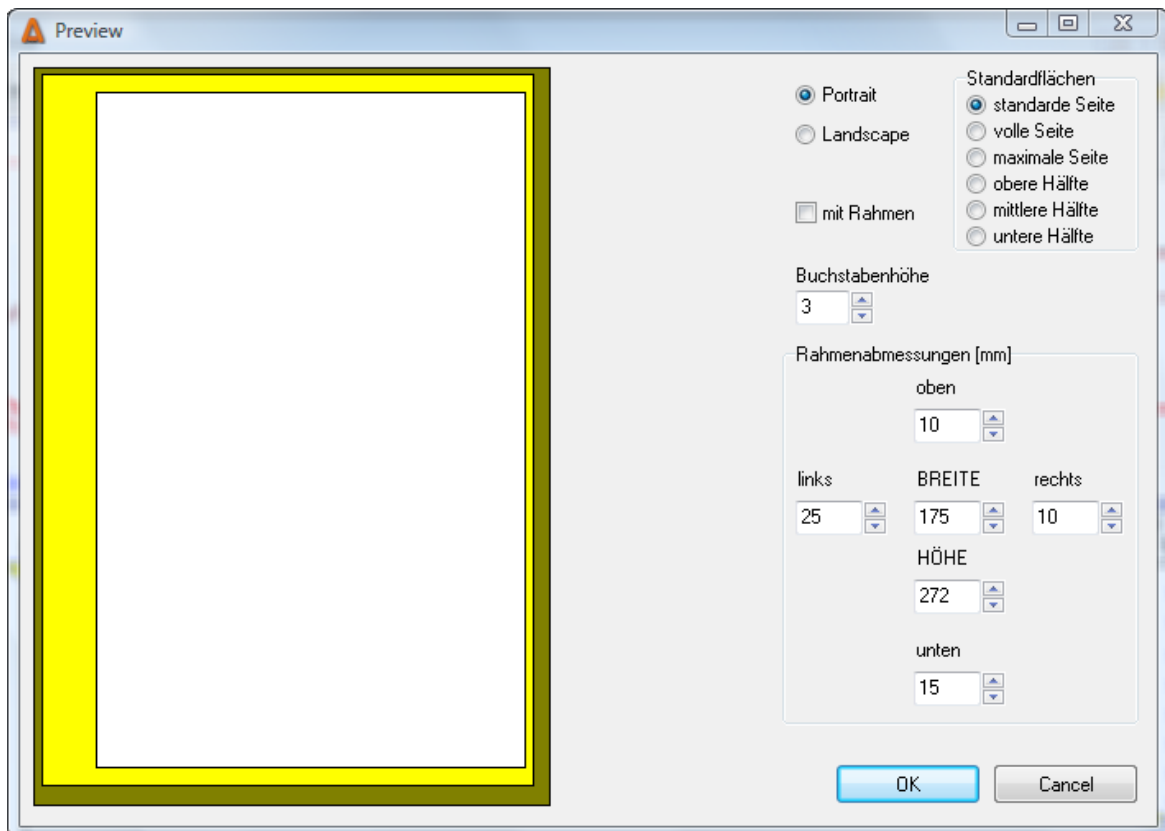 Preview
Portrait
Landscape
mit Rahmen
Standardflächen
standarde Seite
volle Seite
maximale Seite
obere Hälfte
mittlere Hälfte
untere Hälfte
Buchstabenhöhe
3
Rahmenabmessungen [mm]
oben
10
links BREITE rechts
25 175 10
HÖHE
272
unten
15
OK Cancel